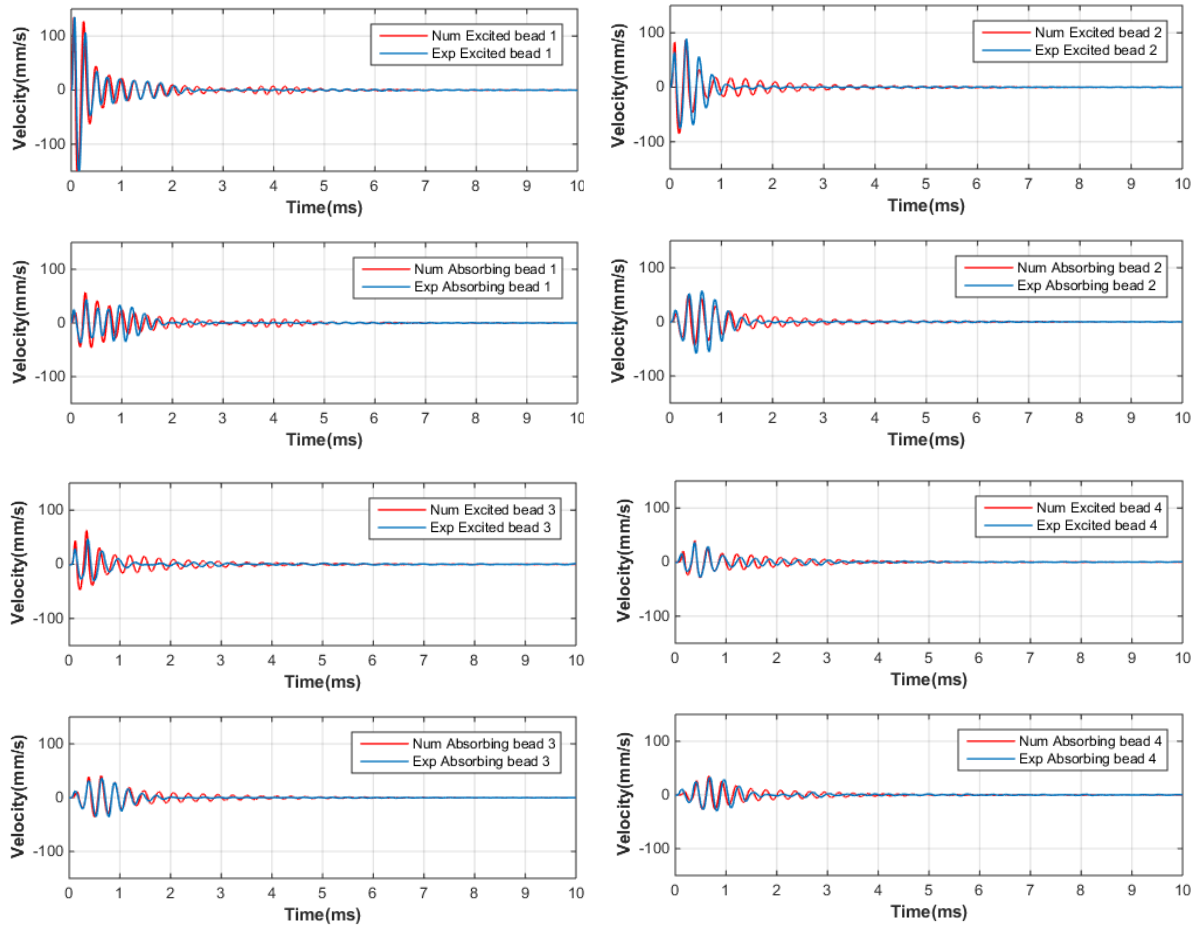 Velocity(mm/s)
100
0
-100
Num Excited bead 1
Exp Excited bead 1
0 1 2 3 4 5 6 7 8 9 10
Time(ms)
Velocity(mm/s)
100
0
-100
Num Excited bead 2
Exp Excited bead 2
0 1 2 3 4 5 6 7 8 9 10
Time(ms)
Velocity(mm/s)
100
0
-100
Num Absorbing bead 1
Exp Absorbing bead 1
0 1 2 3 4 5 6 7 8 9 10
Time(ms)
Velocity(mm/s)
100
0
-100
Num Absorbing bead 2
Exp Absorbing bead 2
0 1 2 3 4 5 6 7 8 9 10
Time(ms)
Velocity(mm/s)
100
0
-100
Num Excited bead 3
Exp Excited bead 3
0 1 2 3 4 5 6 7 8 9 10
Time(ms)
Velocity(mm/s)
100
0
-100
Num Excited bead 4
Exp Excited bead 4
0 1 2 3 4 5 6 7 8 9 10
Time(ms)
Velocity(mm/s)
100
0
-100
Num Absorbing bead 3
Exp Absorbing bead 3
0 1 2 3 4 5 6 7 8 9 10
Time(ms)
Velocity(mm/s)
100
0
-100
Num Absorbing bead 4
Exp Absorbing bead 4
0 1 2 3 4 5 6 7 8 9 10
Time(ms)